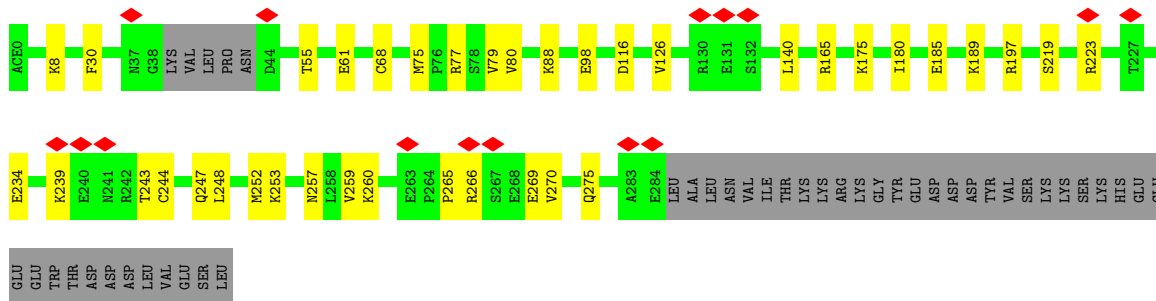 ACE0 K8 F30 N37 G38 LYS VAL LEU PRO ASN D44 T55 E61 C68 M75 P76 R77 S78 V79 V80 K88 E98 D116 V126 R130 E131 S132 L140 R165 K175 I180 E185 K189 R197 S219 R223 T227
E234 K239 E240 N241 R242 T243 C244 Q247 L248 M252 K253 N257 L258 V259 K260 E263 P264 P265 R266 S267 E268 E269 V270 Q275 A283 E284 LEU ALA LEU ASN VAL ILE THR LYS LYS ARG LYS GLY TYR GLU ASP ASP ASP TYR VAL SER LYS LYS SER LYS HIS GLU GLU
GLU GLU TRP THR ASP ASP ASP LEU VAL GLU SER LEU